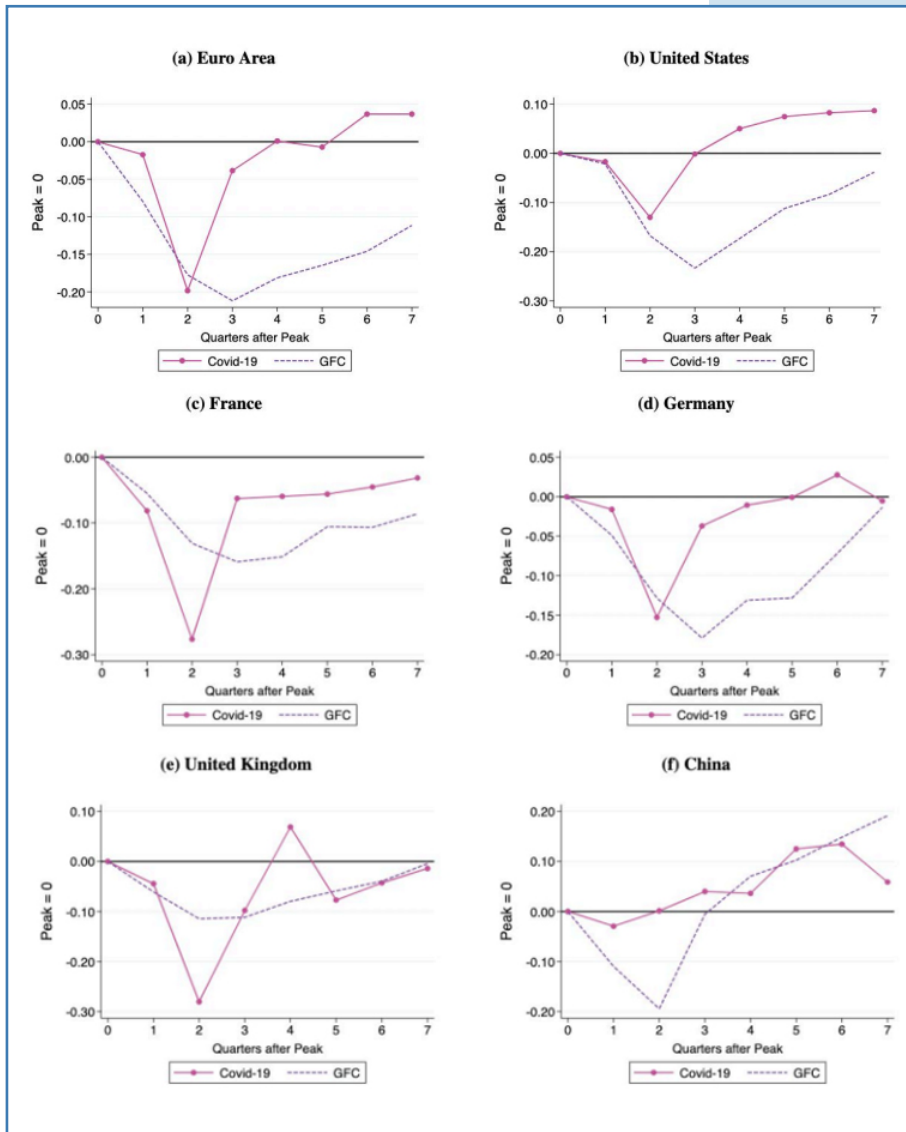 (a) Euro Area
0.05
0.00
-0.05
-0.10
-0.15
-0.20
Peak = 0
0 1 2 3 4 5 6 7
Quarters after Peak
Covid-19 GFC
(b) United States
0.10
0.00
-0.10
-0.20
-0.30
Peak = 0
0 1 2 3 4 5 6 7
Quarters after Peak
Covid-19 GFC
(c) France
0.00
-0.10
-0.20
-0.30
Peak = 0
0 1 2 3 4 5 6 7
Quarters after Peak
Covid-19 GFC
(d) Germany
0.05
0.00
-0.05
-0.10
-0.15
-0.20
Peak = 0
0 1 2 3 4 5 6 7
Quarters after Peak
Covid-19 GFC
(e) United Kingdom
0.10
0.00
-0.10
-0.20
-0.30
Peak = 0
0 1 2 3 4 5 6 7
Quarters after Peak
Covid-19 GFC
(f) China
0.20
0.10
0.00
-0.10
-0.20
Peak = 0
0 1 2 3 4 5 6 7
Quarters after Peak
Covid-19 GFC